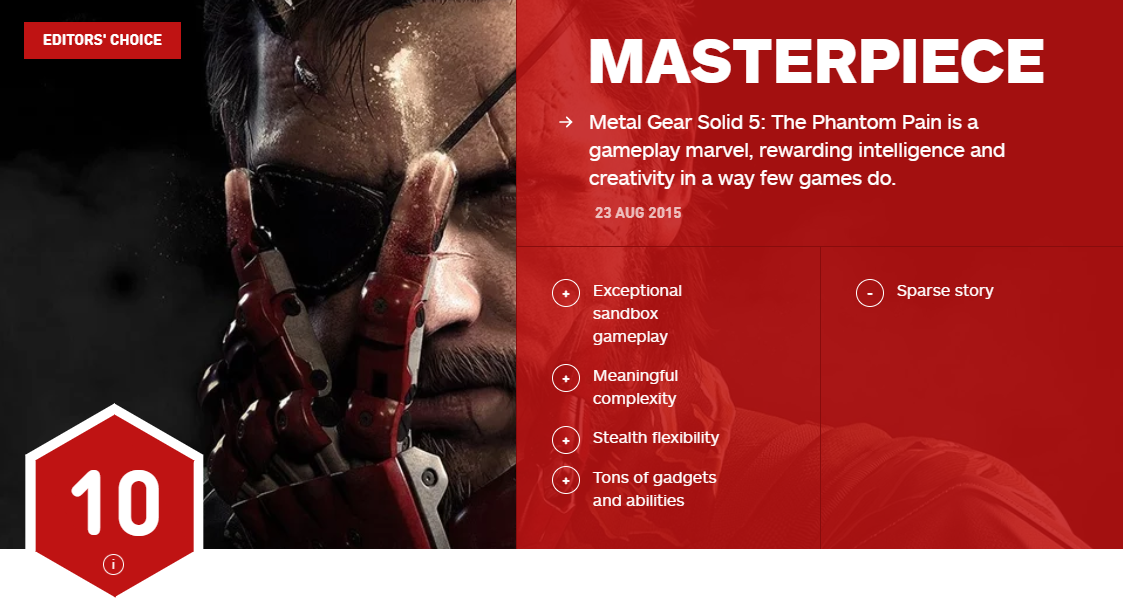 EDITORS' CHOICE
MASTERPIECE
→ Metal Gear Solid 5: The Phantom Pain is a
gameplay marvel, rewarding intelligence and
creativity in a way few games do.
23 AUG 2015
+ Exceptional
sandbox
gameplay
+ Meaningful
complexity
+ Stealth flexibility
+ Tons of gadgets
and abilities
- Sparse story
10
i